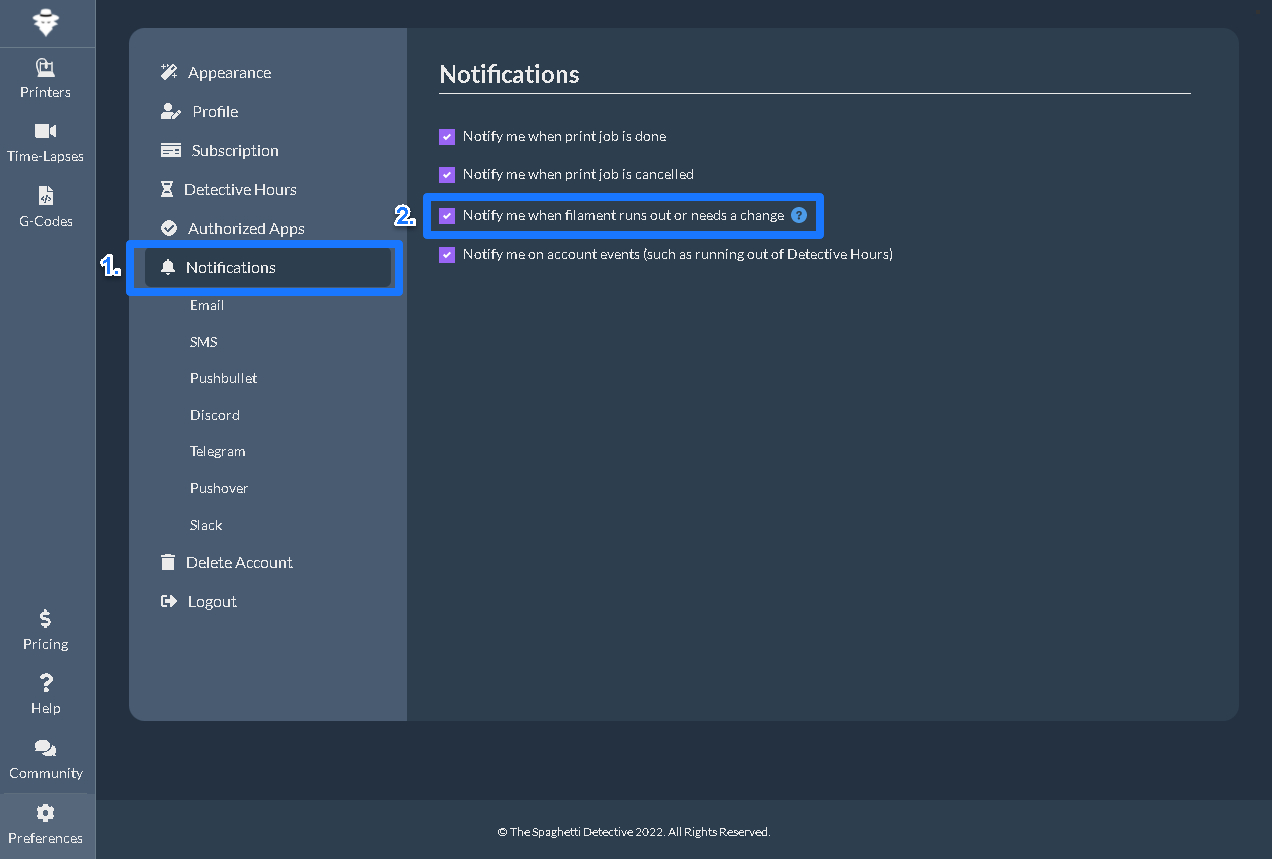 Printers
Time-Lapses
G-Codes
Pricing
Help
Community
Preferences
Appearance
Profile
Subscription
Detective Hours
Authorized Apps
1.
Notifications
Email
SMS
Pushbullet
Discord
Telegram
Pushover
Slack
Delete Account
Logout
Notifications
Notify me when print job is done
Notify me when print job is cancelled
2.
Notify me when filament runs out or needs a change ?
Notify me on account events (such as running out of Detective Hours)
© The Spaghetti Detective 2022. All Rights Reserved.